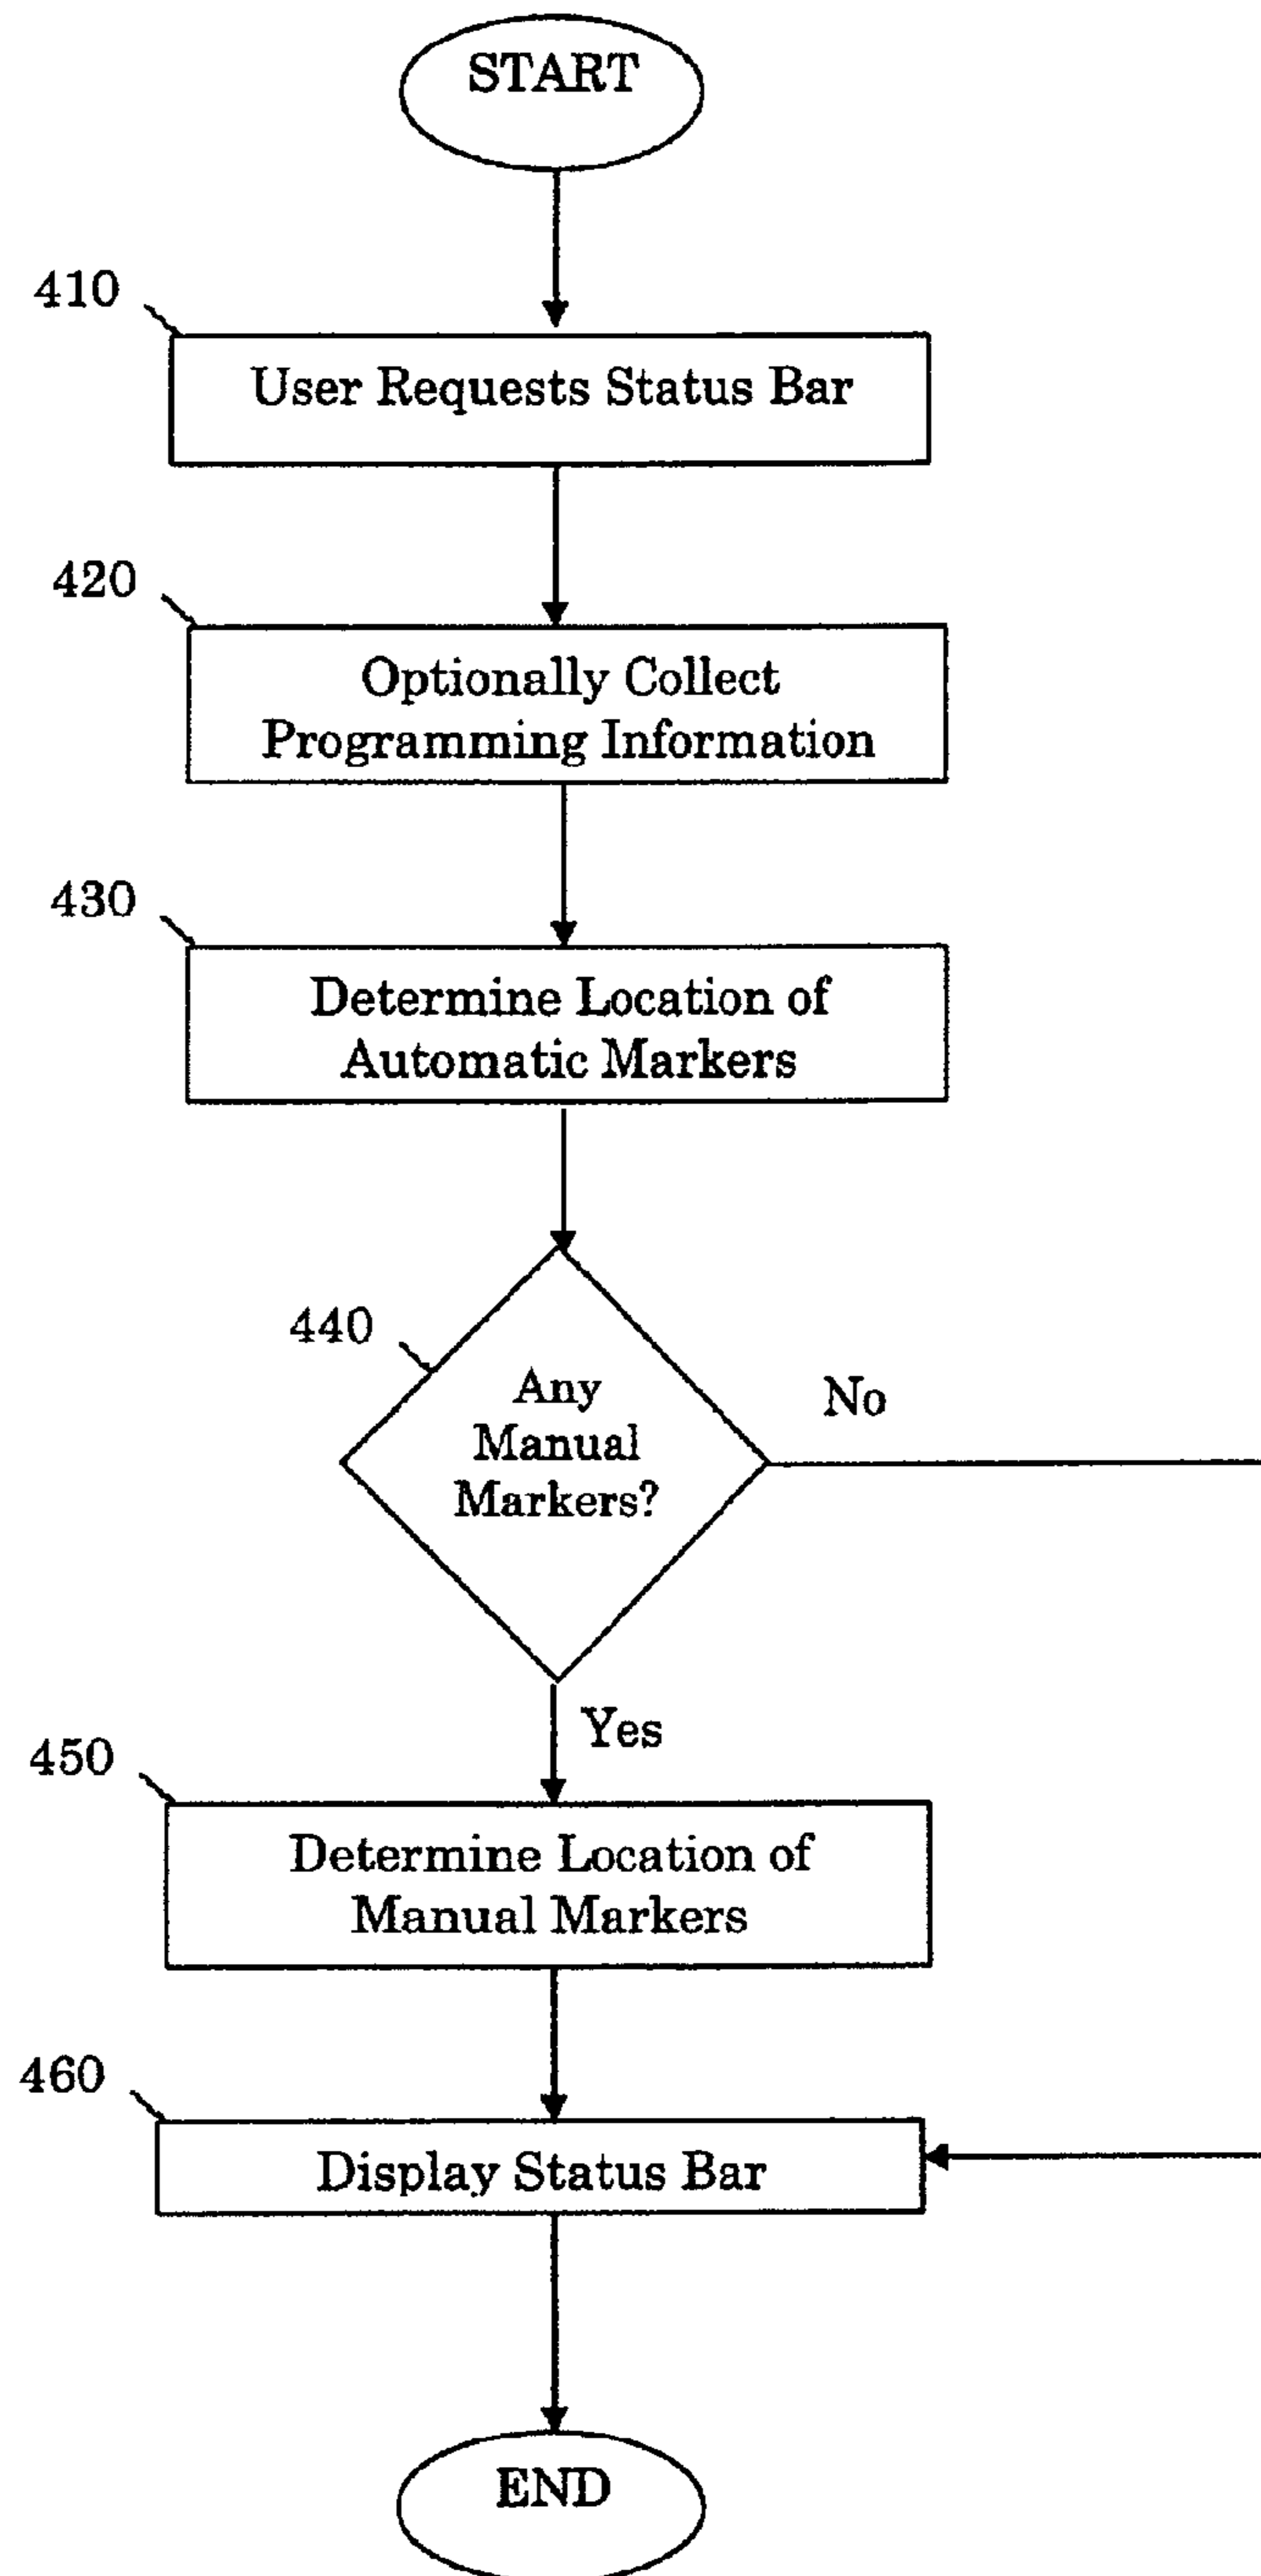 START
410
User Requests Status Bar
420
Optionally Collect
Programming Information
430
Determine Location of
Automatic Markers
440
Any
Manual
Markers?
No
Yes
450
Determine Location of
Manual Markers
460
Display Status Bar
END